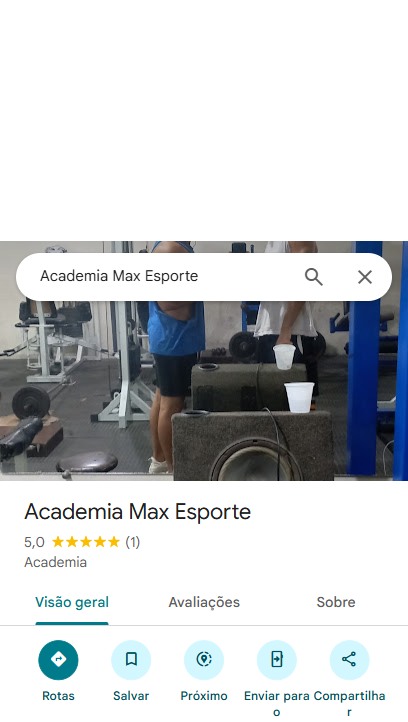 Academia Max Esporte
Academia Max Esporte
5,0 (1)
Academia
Visão geral Avaliações Sobre
Rotas Salvar Próximo Enviar para o Compartilhar